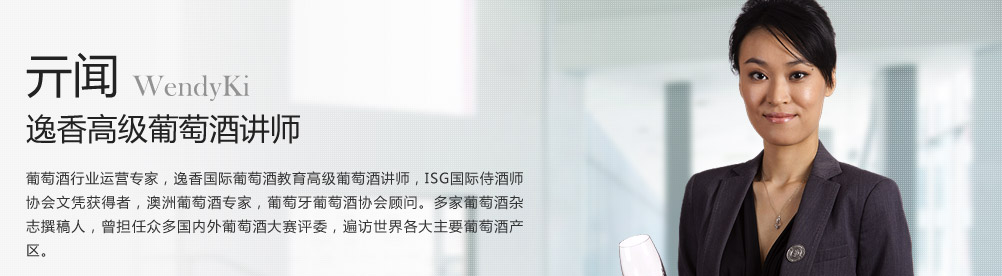 亓闻 WendyKi
逸香高级葡萄酒讲师
葡萄酒行业运营专家，逸香国际葡萄酒教育高级葡萄酒讲师，ISG国际侍酒师
协会文凭获得者，澳洲葡萄酒专家，葡萄牙葡萄酒协会顾问。多家葡萄酒杂
志撰稿人，曾担任众多国内外葡萄酒大赛评委，遍访世界各大主要葡萄酒产
区。